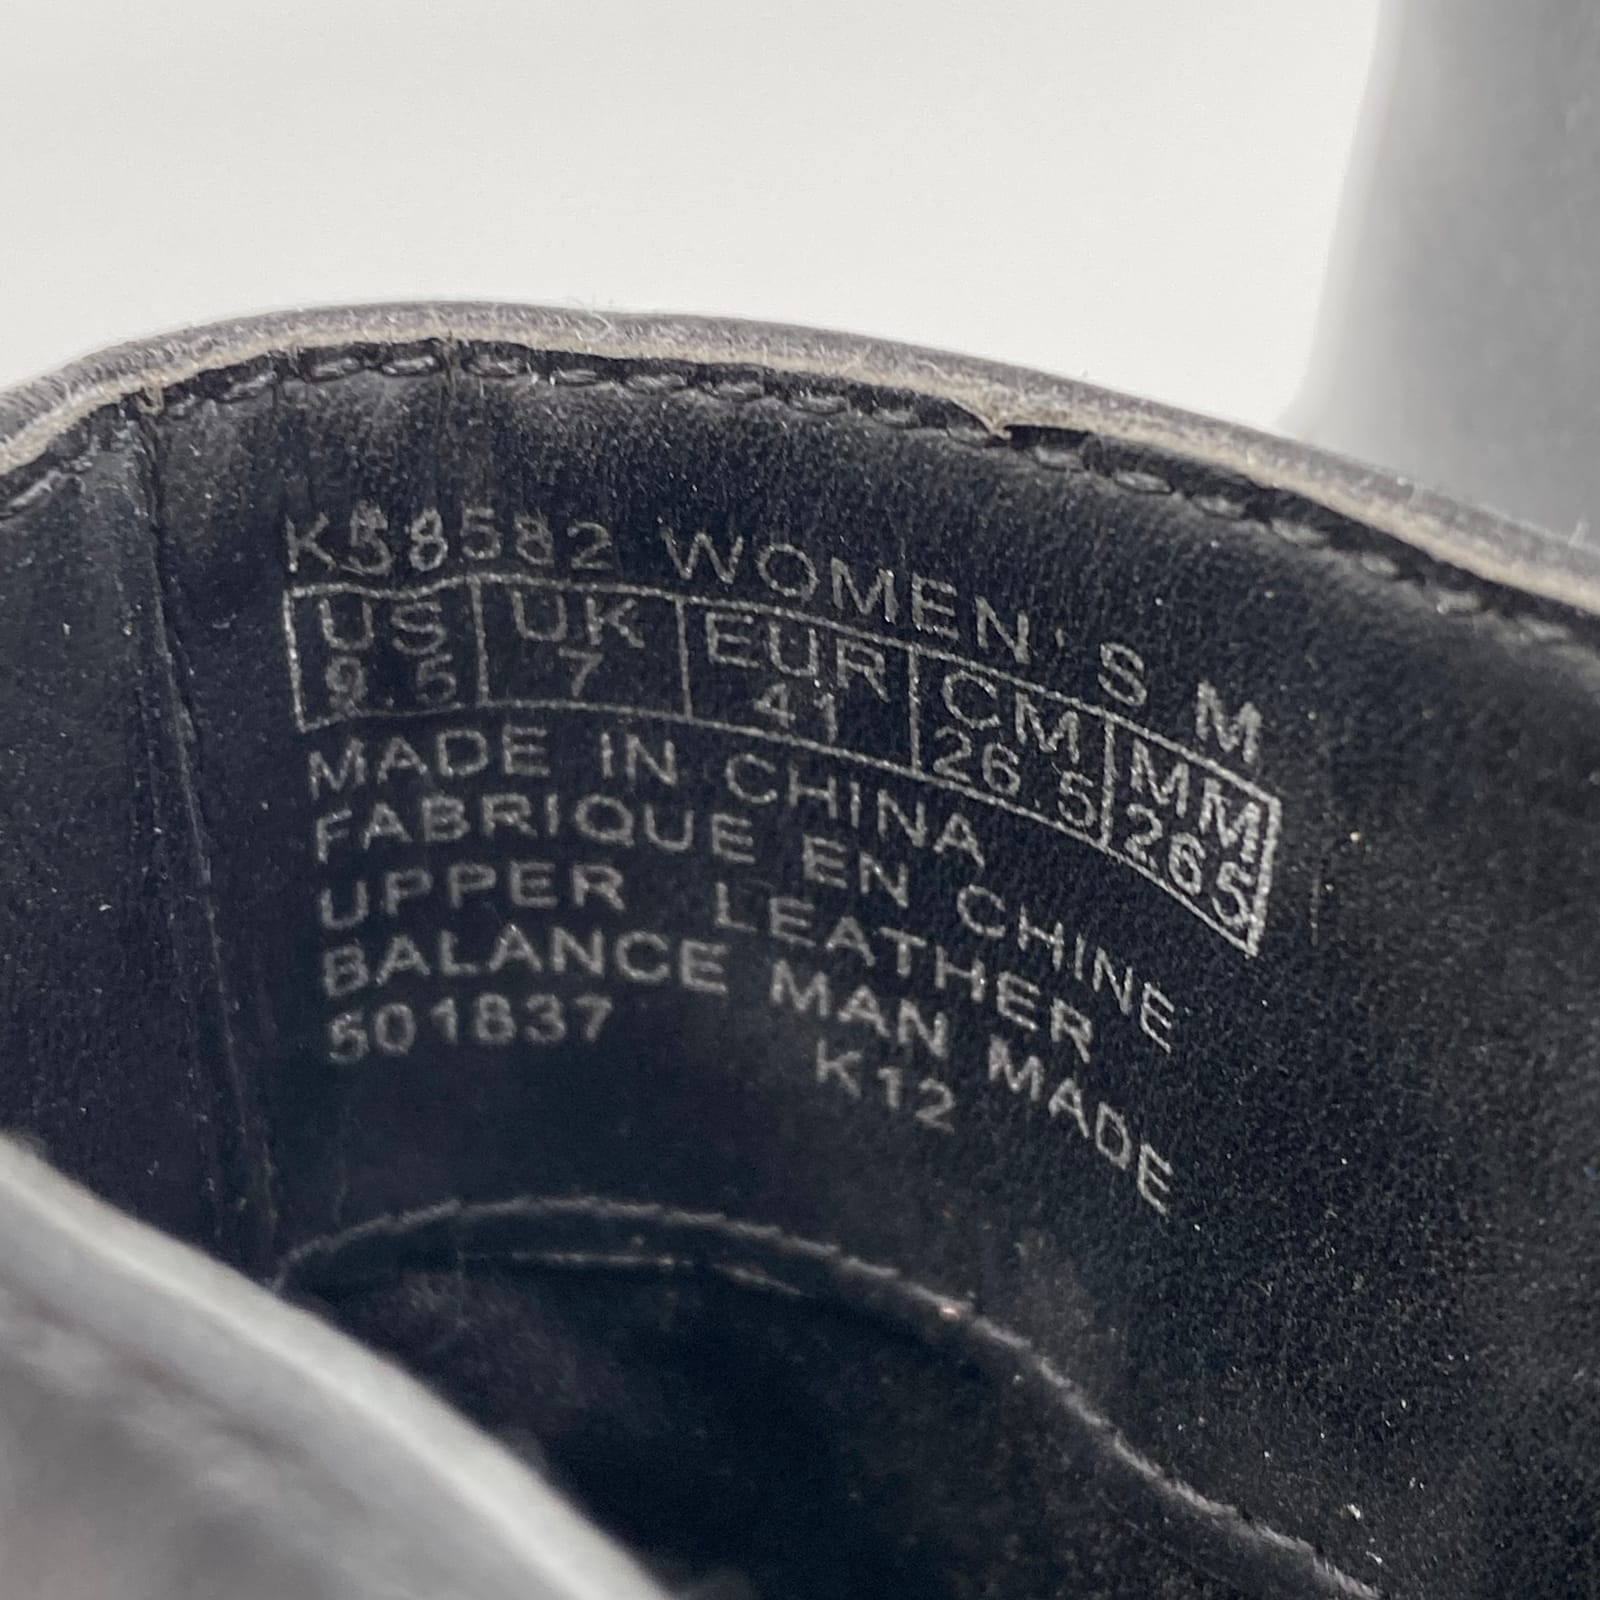 582 WOMEN'S M
US UK EUR CM MM
9.5 7 41 26.5 265
MADE IN CHINA
FABRIQUE EN CHINE
UPPER LEATHER
BALANCE MAN MADE
501837 K12